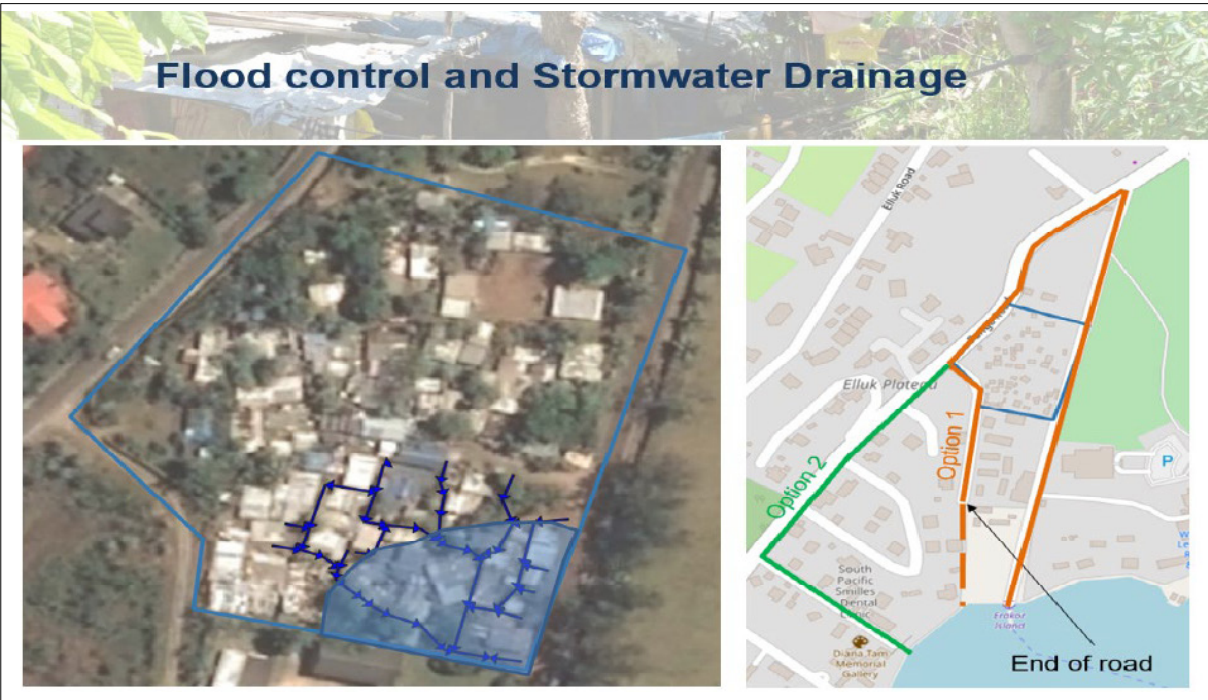 Flood control and Stormwater Drainage
Elluk Road
Elluk Plateau
Option 1
Option 2
P
South
Pacific
Smilles
Dental
Clinic
Diana Tam
Memorial
Gallery
Erakor
Island
End of road